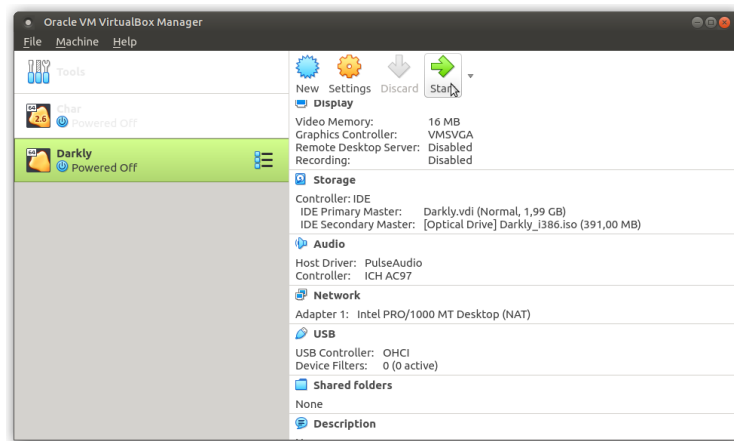 Oracle VM VirtualBox Manager
File Machine Help
Tools
New Settings Discard Start
64
2.6
Char
Powered Off
64
Darkly
Powered Off
Display
Video Memory: 16 MB
Graphics Controller: VMSVGA
Remote Desktop Server: Disabled
Recording: Disabled
Storage
Controller: IDE
IDE Primary Master: Darkly.vdi (Normal, 1,99 GB)
IDE Secondary Master: [Optical Drive] Darkly_i386.iso (391,00 MB)
Audio
Host Driver: PulseAudio
Controller: ICH AC97
Network
Adapter 1: Intel PRO/1000 MT Desktop (NAT)
USB
USB Controller: OHCI
Device Filters: 0 (0 active)
Shared folders
None
Description